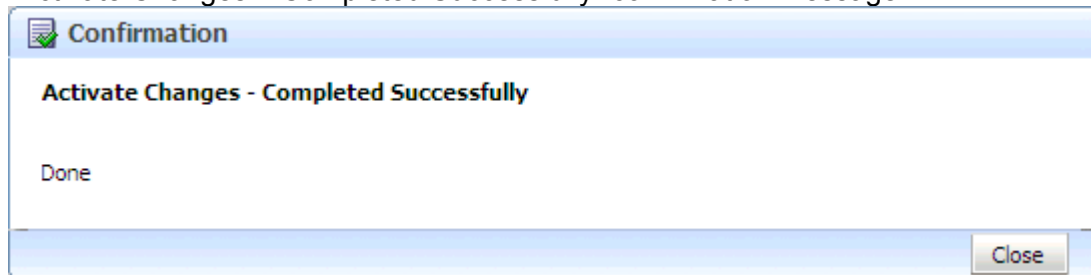 Confirmation
Activate Changes - Completed Successfully
Done
Close